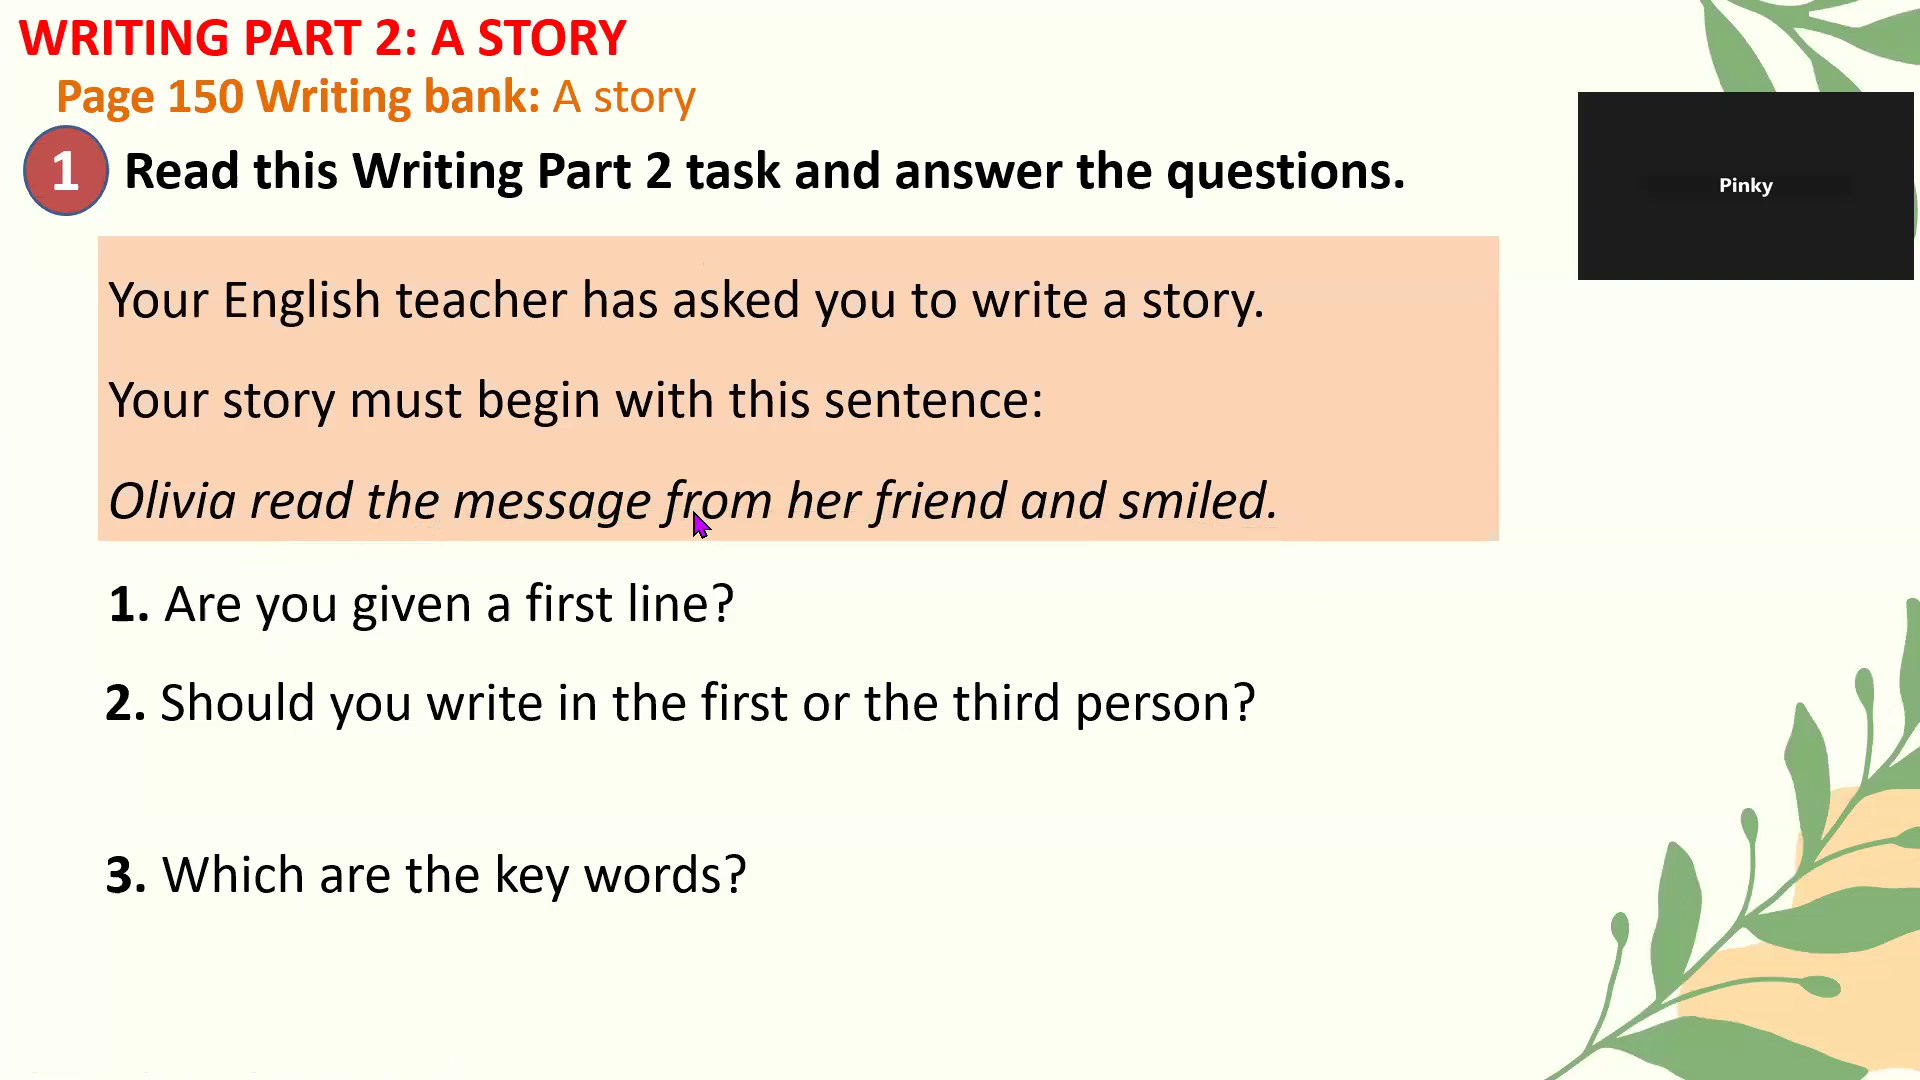 WRITING PART 2: A STORY
Page 150 Writing bank: A story
1 Read this Writing Part 2 task and answer the questions.
Pinky
Your English teacher has asked you to write a story.
Your story must begin with this sentence:
Olivia read the message from her friend and smiled.
1. Are you given a first line?
2. Should you write in the first or the third person?
3. Which are the key words?